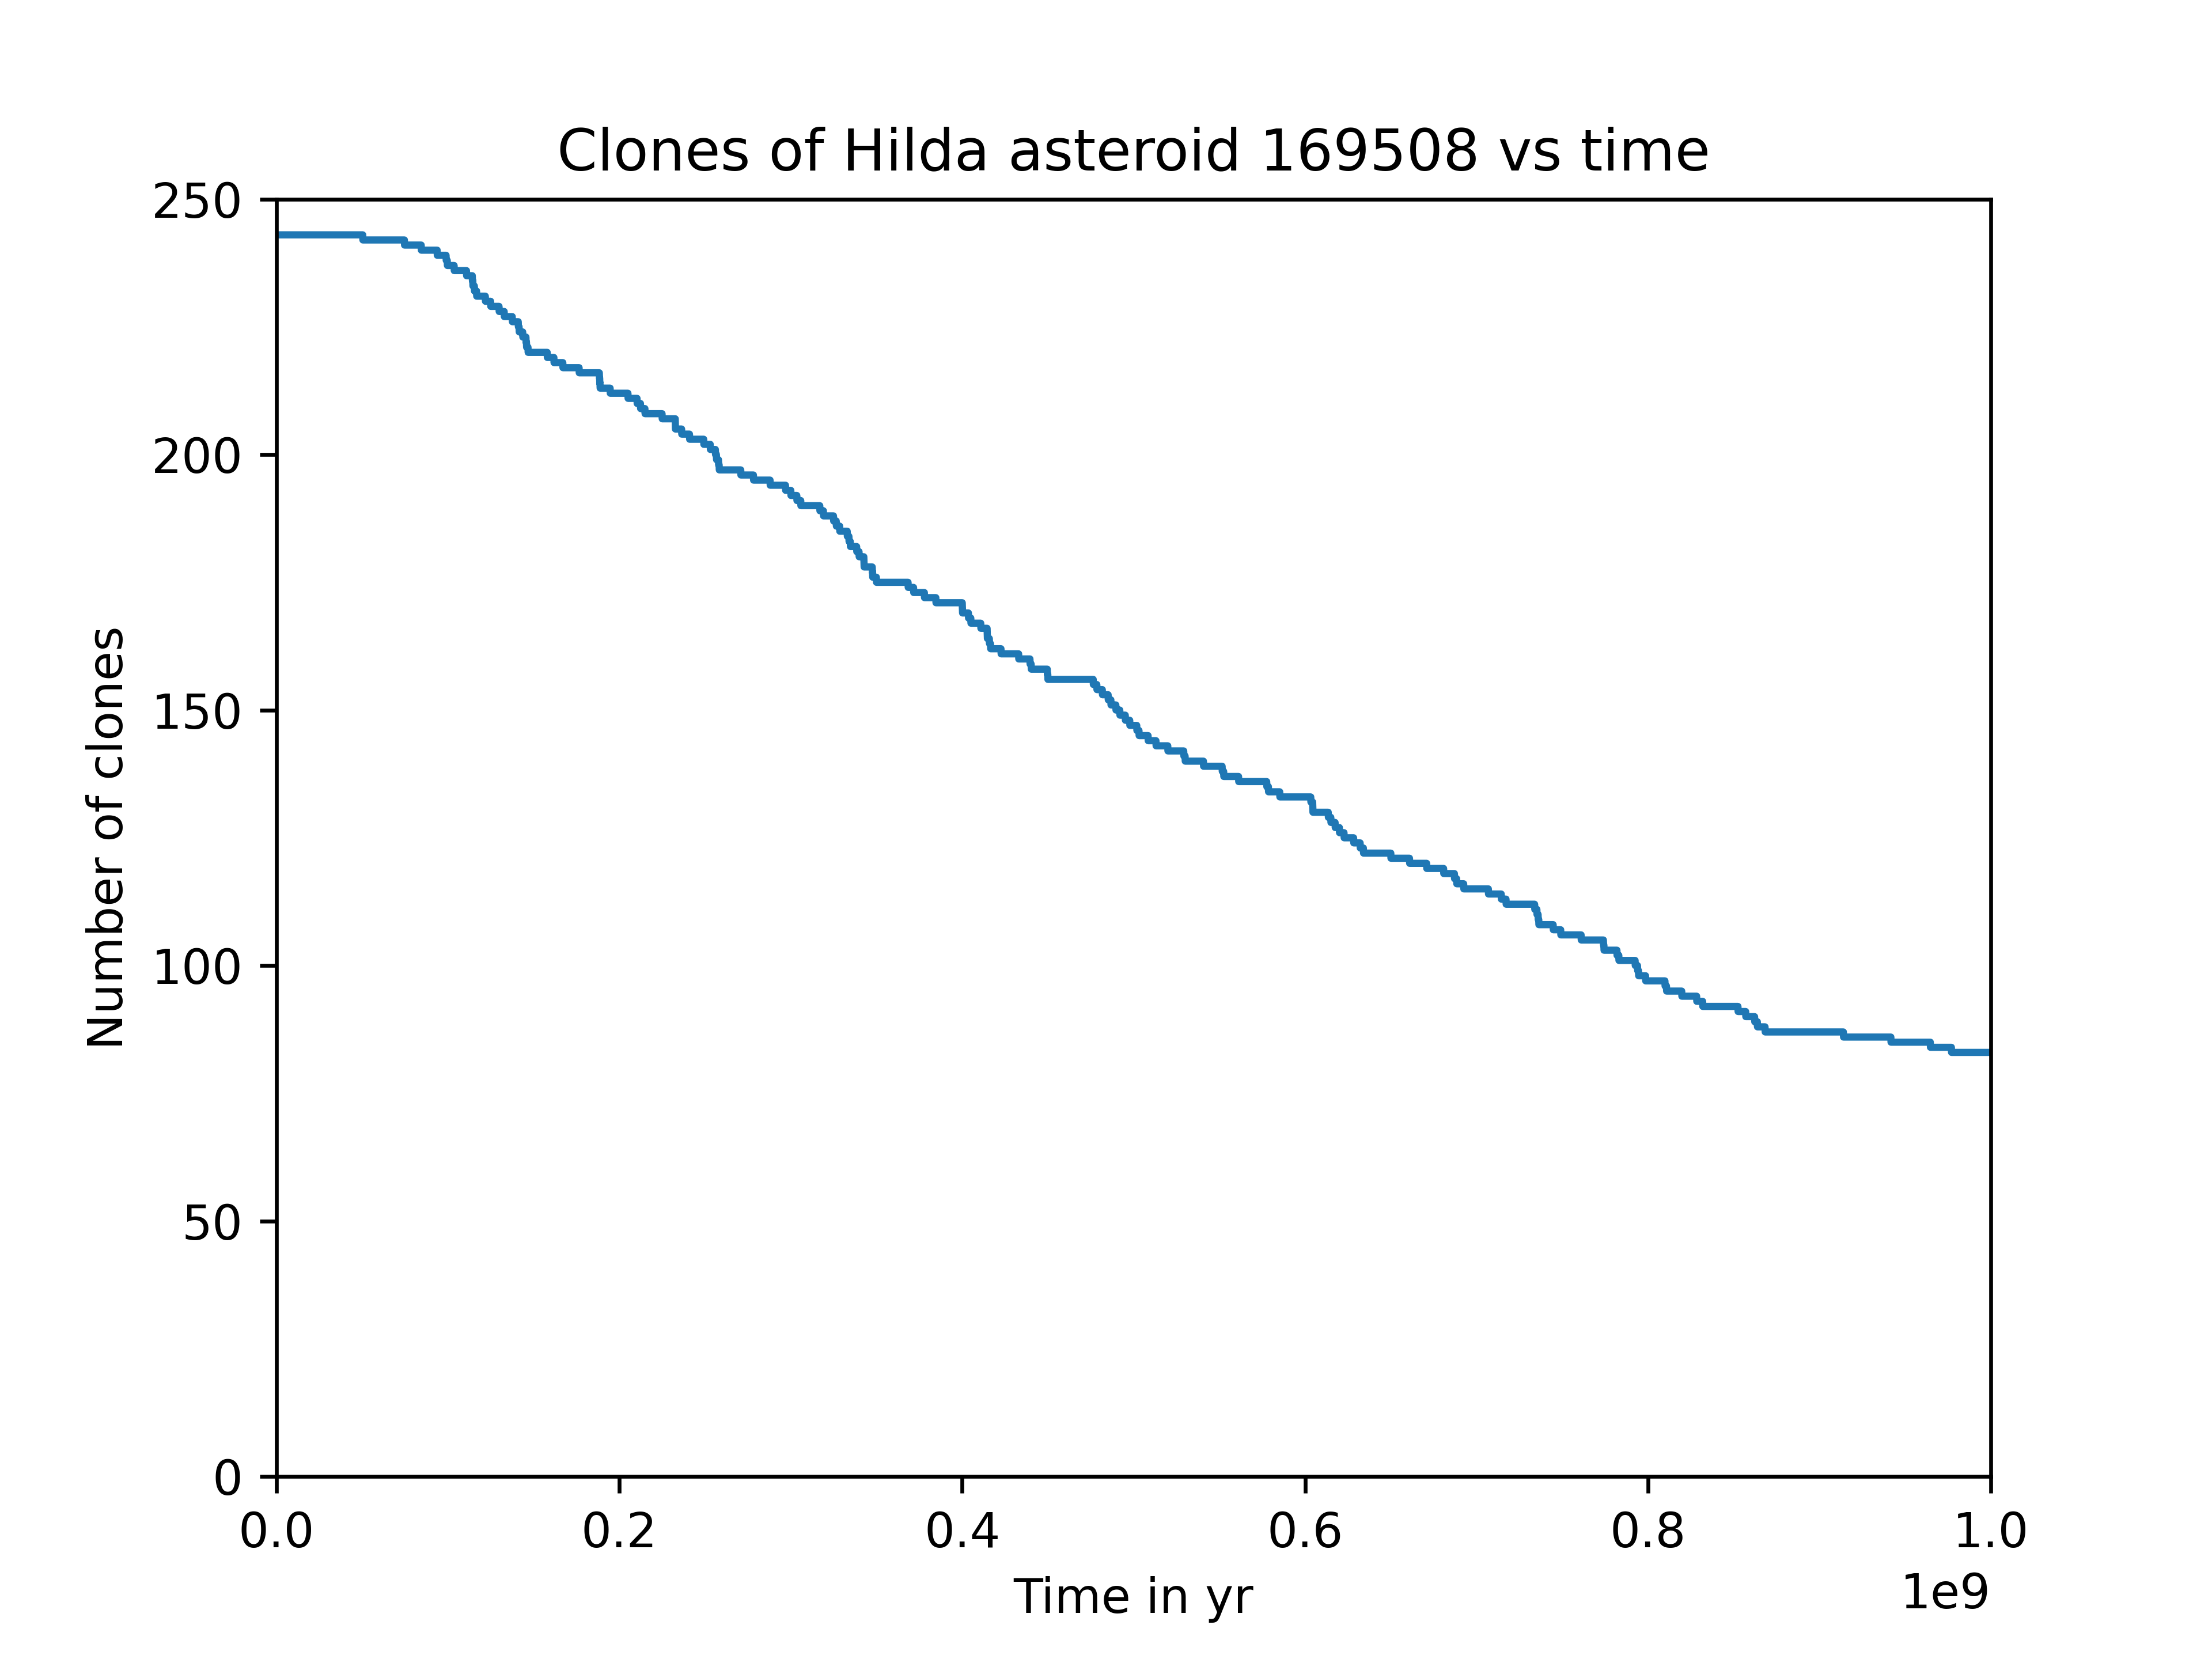 Clones of Hilda asteroid 169508 vs time
250
200
150
100
50
0
Number of clones
0.0 0.2 0.4 0.6 0.8 1.0
1e9
Time in yr